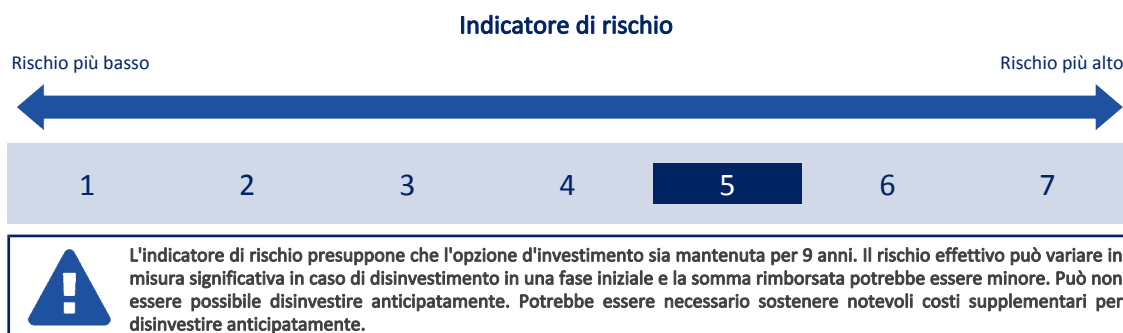 Indicatore di rischio
Rischio più basso Rischio più alto
1 2 3 4 5 6 7
L'indicatore di rischio presuppone che l'opzione d'investimento sia mantenuta per 9 anni. Il rischio effettivo può variare in
misura significativa in caso di disinvestimento in una fase iniziale e la somma rimborsata potrebbe essere minore. Può non
essere possibile disinvestire anticipatamente. Potrebbe essere necessario sostenere notevoli costi supplementari per
disinvestire anticipatamente.